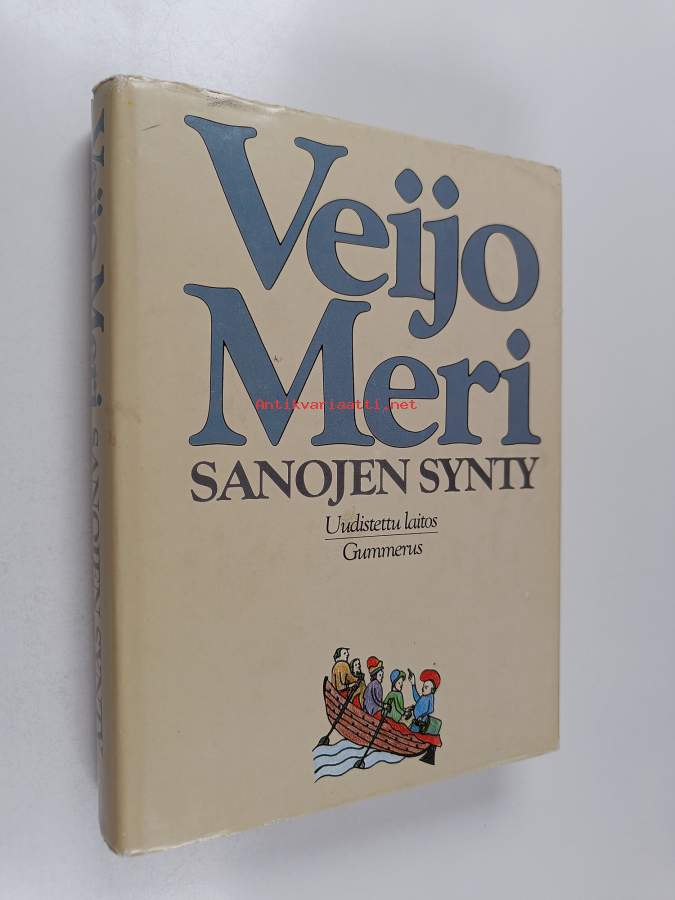 Veijo
Meri
SANOJEN SYNTY
Uudistettu laitos
Gummerus
Antikvariaatti.net
Veijo Meri SANOJEN SYNTY